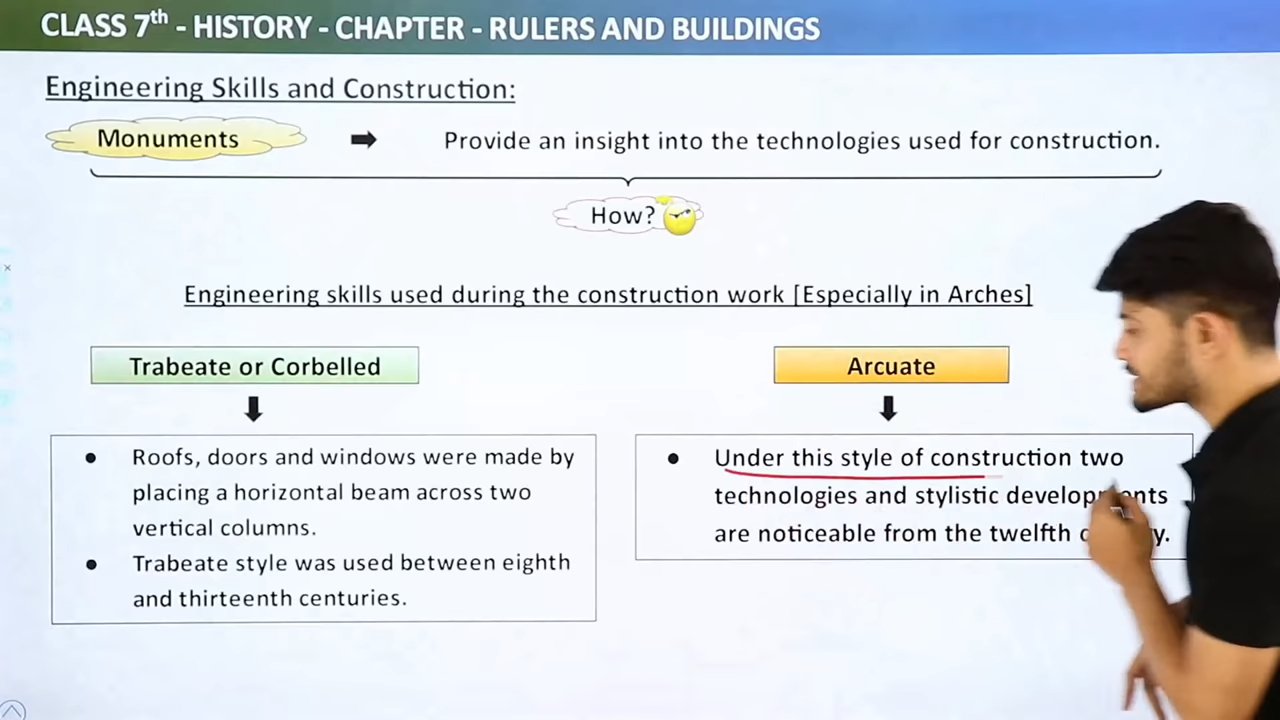 CLASS 7th - HISTORY - CHAPTER - RULERS AND BUILDINGS
Engineering Skills and Construction:
Monuments ➡ Provide an insight into the technologies used for construction.
How?
Engineering skills used during the construction work [Especially in Arches]
Trabeate or Corbelled
• Roofs, doors and windows were made by
placing a horizontal beam across two
vertical columns.
• Trabeate style was used between eighth
and thirteenth centuries.
Arcuate
• Under this style of construction two
technologies and stylistic developments
are noticeable from the twelfth